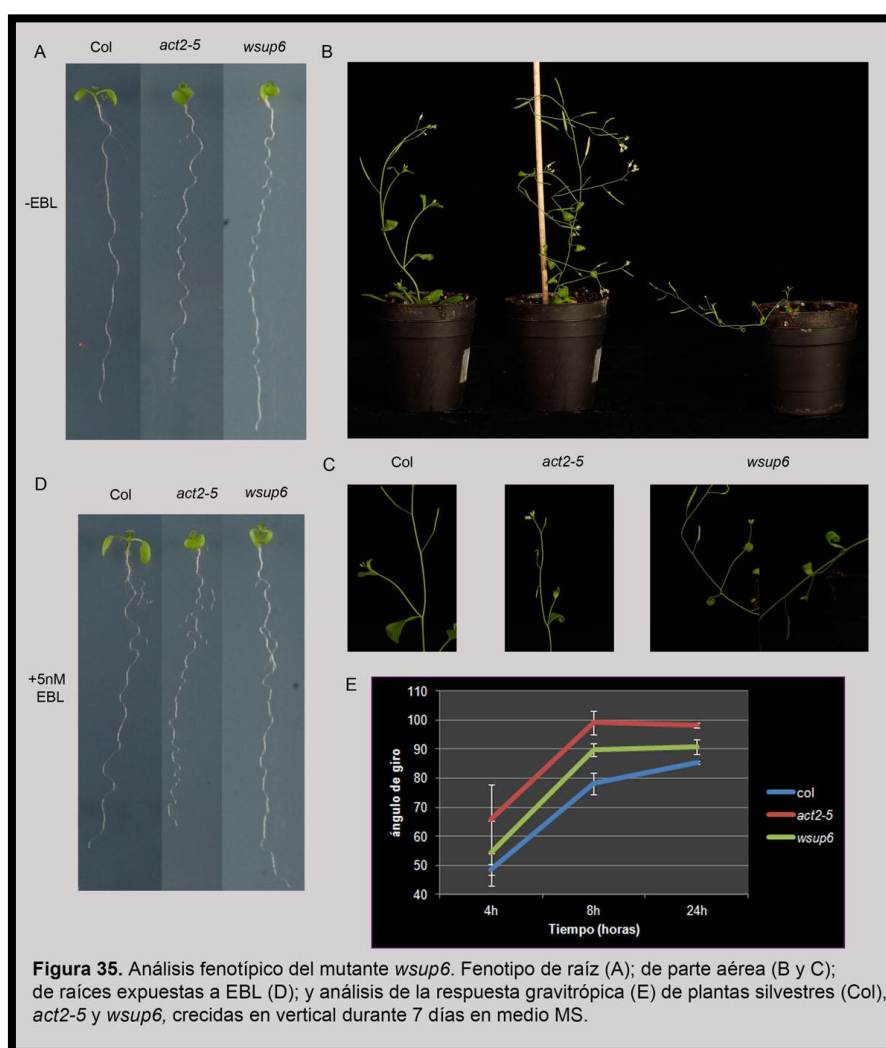 A
Col act2-5 wsup6
-EBL
B
C
Col act2-5 wsup6
D
Col act2-5 wsup6
+5nM
EBL
E
110
100
90
80
70
60
50
40
ángulo de giro
4h 8h 24h
Tiempo (horas)
col
act2-5
wsup6
Figura 35. Análisis fenotípico del mutante wsup6. Fenotipo de raíz (A); de parte aérea (B y C);
de raíces expuestas a EBL (D); y análisis de la respuesta gravitrópica (E) de plantas silvestres (Col),
act2-5 y wsup6, crecidas en vertical durante 7 días en medio MS.